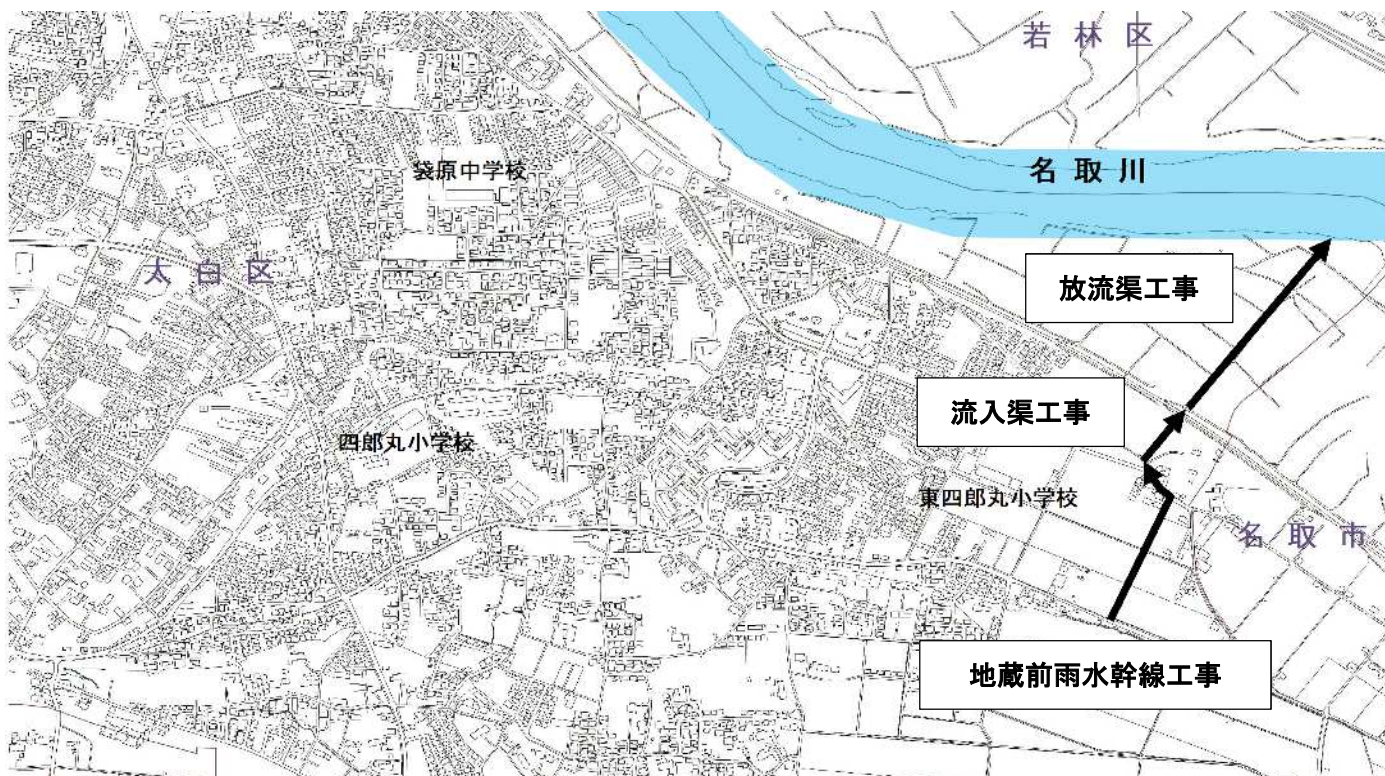 若林区
名取川
袋原中学校
太白区
放流渠工事
流入渠工事
四郎丸小学校
東四郎丸小学校
名取市
地蔵前雨水幹線工事